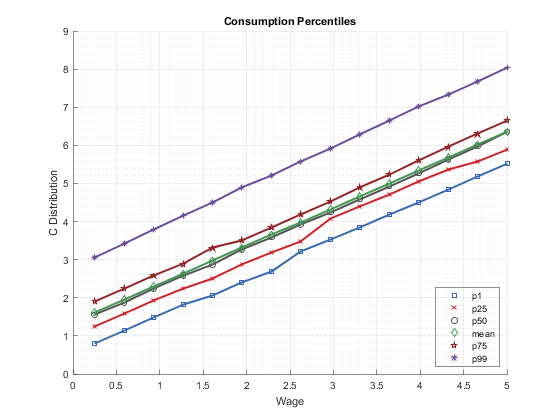 Consumption Percentiles
9
8
7
6
5
4
3
2
1
0
C Distribution
0 0.5 1 1.5 2 2.5 3 3.5 4 4.5 5
Wage
p1
p25
p50
mean
p75
p99